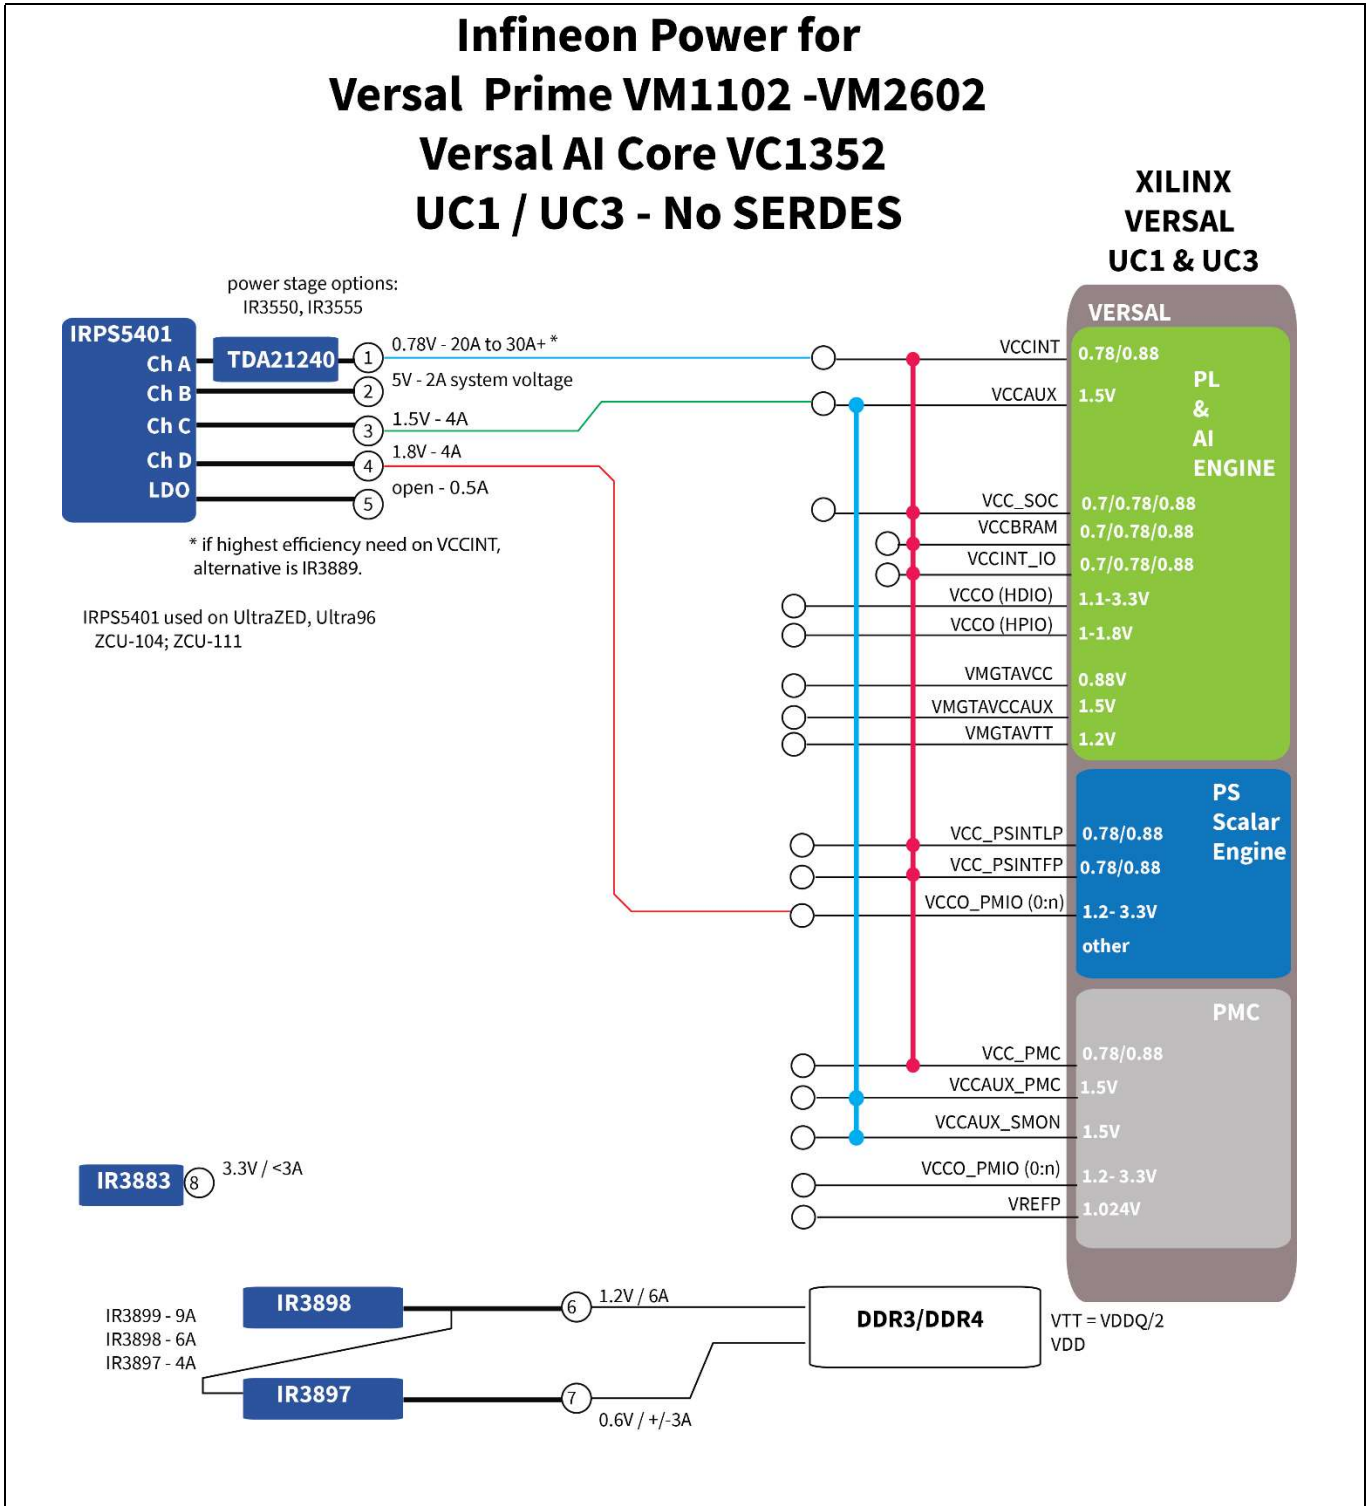 Infineon Power for
Versal Prime VM1102 -VM2602
Versal AI Core VC1352
UC1 / UC3 - No SERDES
XILINX
VERSAL
UC1 & UC3
power stage options:
IR3550, IR3555
IRPS5401
Ch A
Ch B
Ch C
Ch D
LDO
TDA21240
1
0.78V - 20A to 30A+ *
2
5V - 2A system voltage
3
1.5V - 4A
4
1.8V - 4A
5
open - 0.5A
* if highest efficiency need on VCCINT,
alternative is IR3889.
IRPS5401 used on UltraZED, Ultra96
ZCU-104; ZCU-111
VERSAL
VCCINT 0.78/0.88
VCCAUX 1.5V
PL
&
AI
ENGINE
VCC_SOC 0.7/0.78/0.88
VCCBRAM 0.7/0.78/0.88
VCCINT_IO 0.7/0.78/0.88
VCCO (HDIO) 1.1-3.3V
VCCO (HPIO) 1-1.8V
VMGTAVCC 0.88V
VMGTAVCCAUX 1.5V
VMGTAVTT 1.2V
PS
Scalar
Engine
VCC_PSINTLP 0.78/0.88
VCC_PSINTFP 0.78/0.88
VCCO_PMIO (0:n) 1.2- 3.3V
other
PMC
VCC_PMC 0.78/0.88
VCCAUX_PMC 1.5V
VCCAUX_SMON 1.5V
VCCO_PMIO (0:n) 1.2- 3.3V
VREFP 1.024V
IR3883
8
3.3V / <3A
IR3899 - 9A
IR3898 - 6A
IR3897 - 4A
IR3898
6
1.2V / 6A
IR3897
7
0.6V / +/-3A
DDR3/DDR4
VTT = VDDQ/2
VDD